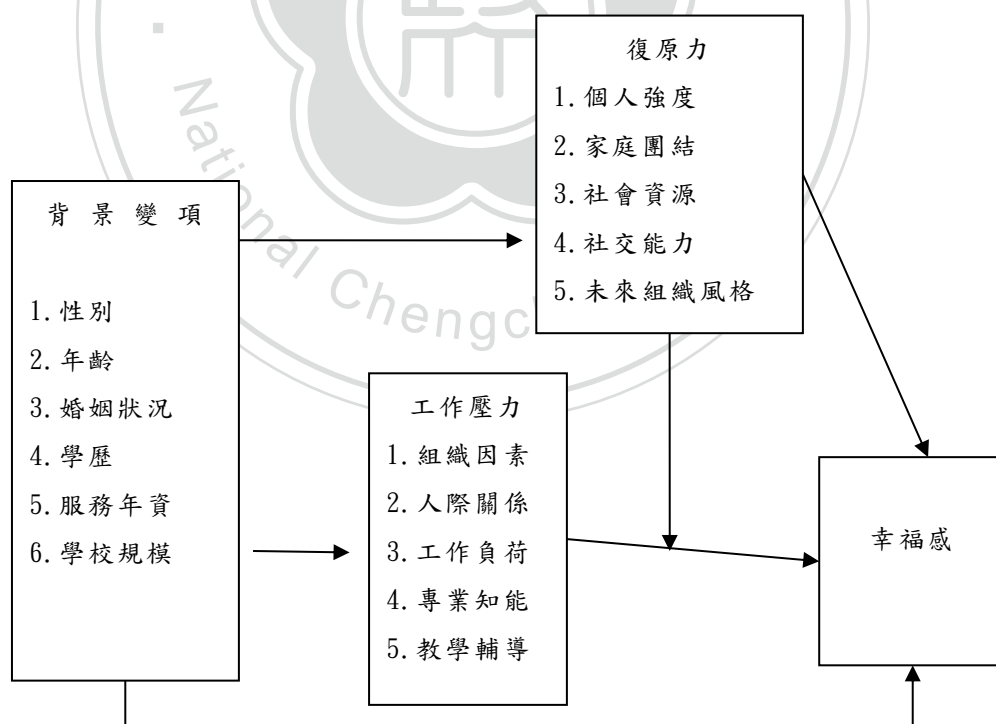 復原力
1.個人強度
2.家庭團結
3.社會資源
4.社交能力
5.未來組織風格
背景變項
1.性別
2.年齡
3.婚姻狀況
4.學歷
5.服務年資
6.學校規模
工作壓力
1.組織因素
2.人際關係
3.工作負荷
4.專業知能
5.教學輔導
幸福感
National